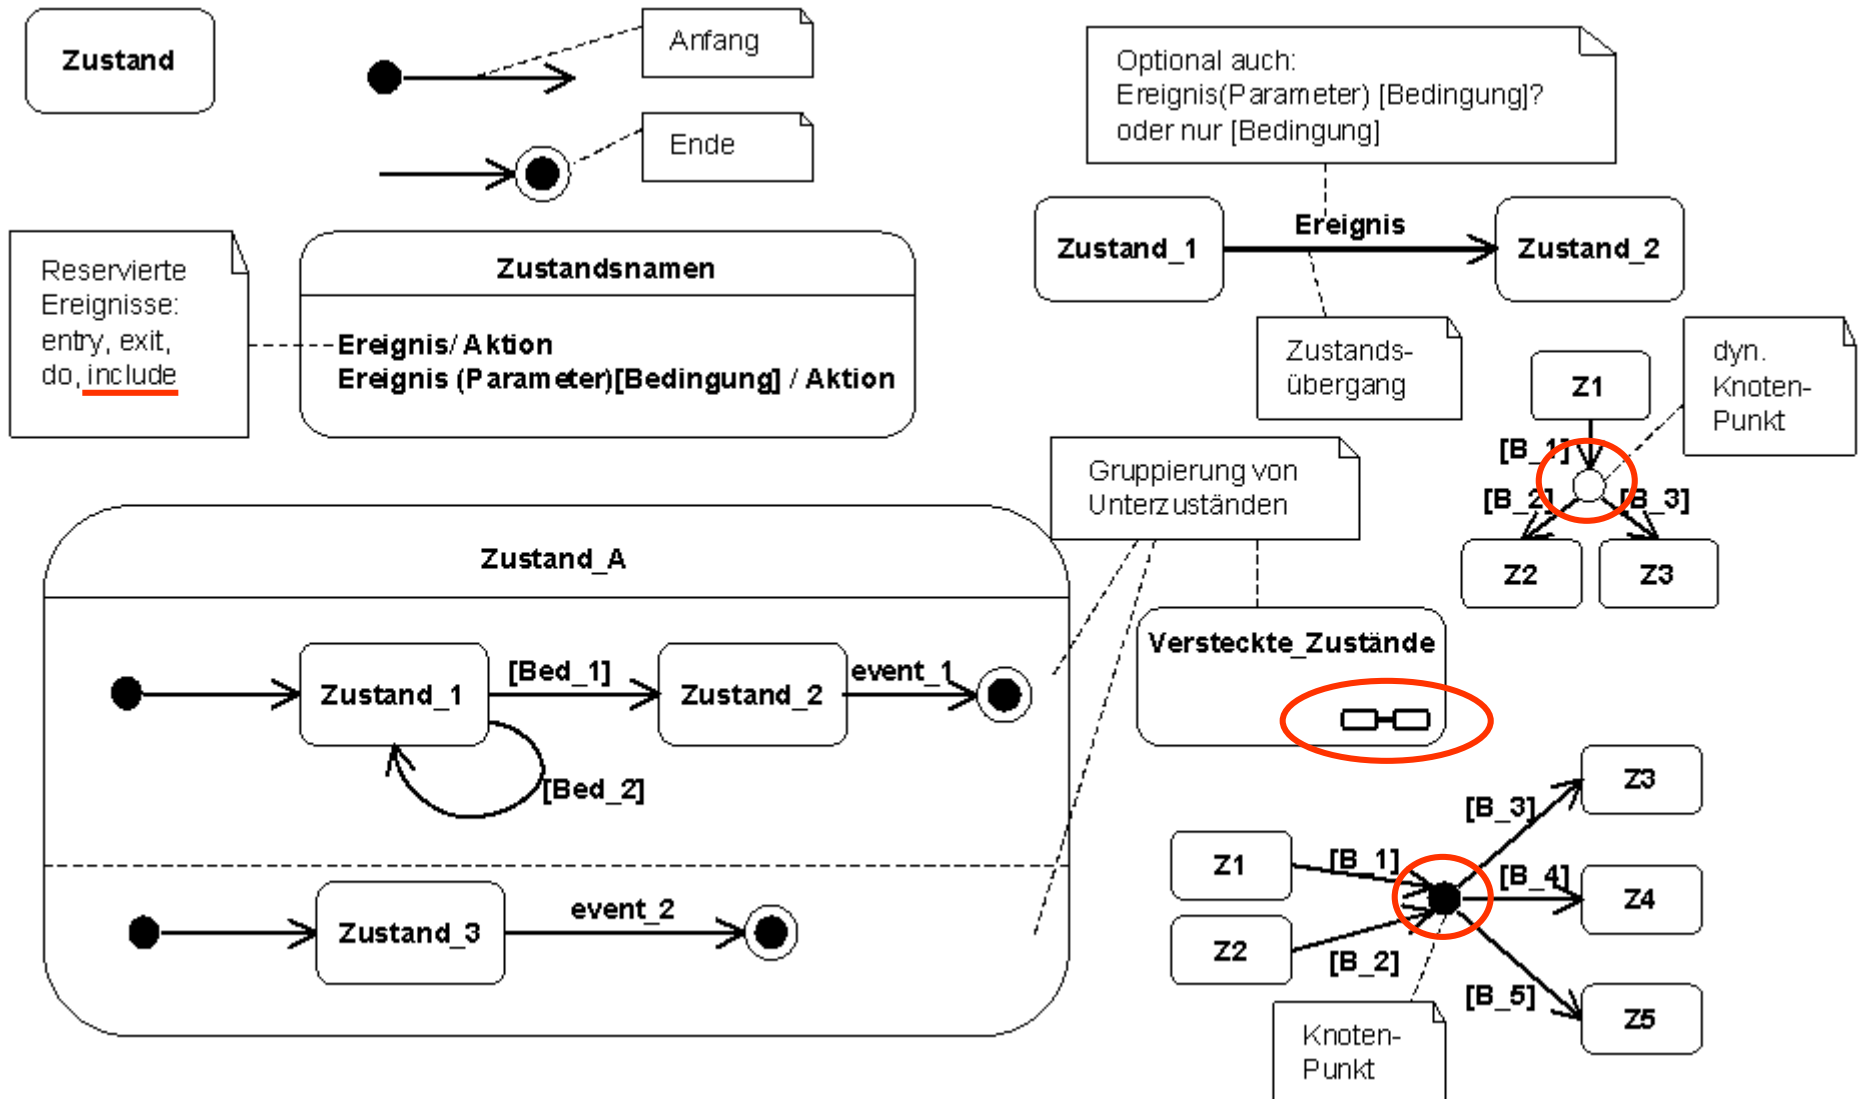 Zustand
Anfang
Ende
Optional auch:
Ereignis(Parameter) [Bedingung]?
oder nur [Bedingung]
Zustand_1
Ereignis
Zustand_2
Zustands-
übergang
Reservierte
Ereignisse:
entry, exit,
do, include
Zustandsnamen
Ereignis/ Aktion
Ereignis (Parameter)[Bedingung] / Aktion
dyn.
Knoten-
Punkt
Z1
[B_1]
[B_2]
[B_3]
Z2
Z3
Gruppierung von
Unterzuständen
Zustand_A
Zustand_1
[Bed_1]
Zustand_2
event_1
[Bed_2]
Zustand_3
event_2
Versteckte_Zustände
Z1
[B_1]
Z2
[B_2]
[B_3]
Z3
[B_4]
Z4
[B_5]
Z5
Knoten-
Punkt